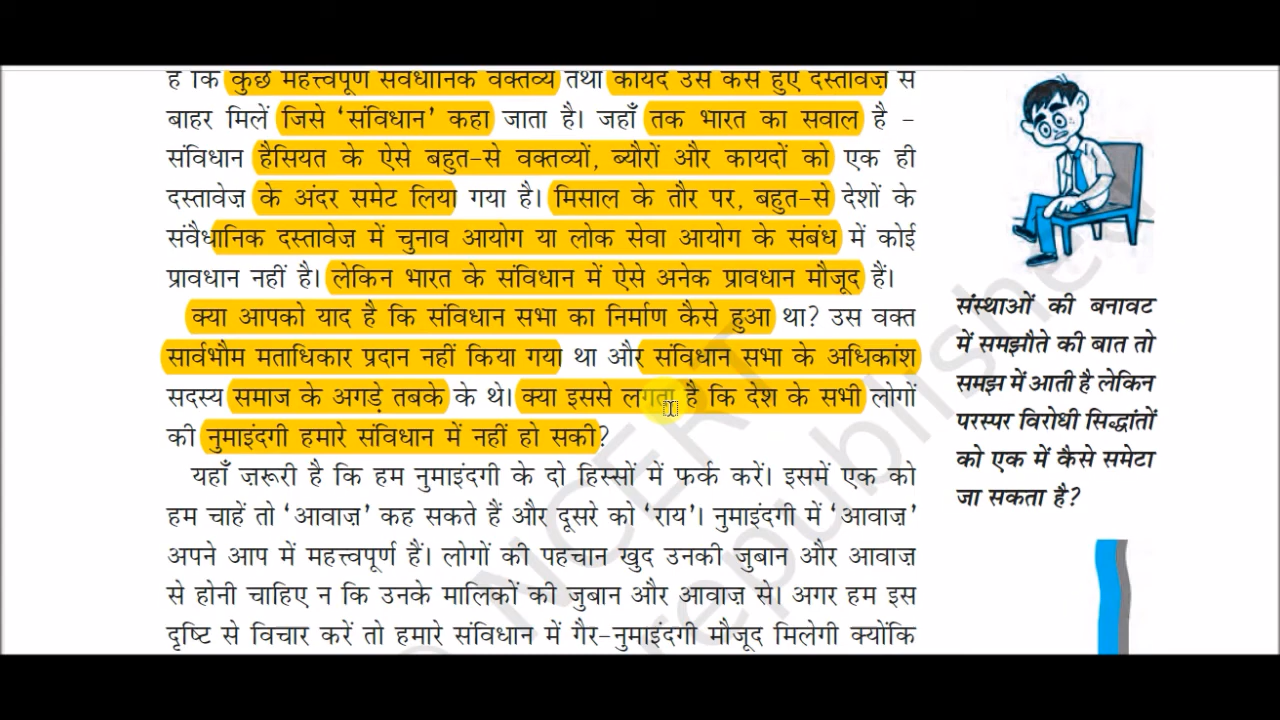 है कि कुछ महत्त्वपूर्ण संवैधानिक वक्तव्य तथा कायदे उस कसे हुए दस्तावेज़ से
बाहर मिलें जिसे ‘संविधान’ कहा जाता है। जहाँ तक भारत का सवाल है –
संविधान हैसियत के ऐसे बहुत-से वक्तव्यों, ब्यौरों और कायदों को एक ही
दस्तावेज़ के अंदर समेट लिया गया है। मिसाल के तौर पर, बहुत-से देशों के
संवैधानिक दस्तावेज़ में चुनाव आयोग या लोक सेवा आयोग के संबंध में कोई
प्रावधान नहीं है। लेकिन भारत के संविधान में ऐसे अनेक प्रावधान मौजूद हैं।
क्या आपको याद है कि संविधान सभा का निर्माण कैसे हुआ था? उस वक्त
सार्वभौम मताधिकार प्रदान नहीं किया गया था और संविधान सभा के अधिकांश
सदस्य समाज के अगड़े तबके के थे। क्या इससे लगता है कि देश के सभी लोगों
की नुमाइंदगी हमारे संविधान में नहीं हो सकी?
यहाँ ज़रूरी है कि हम नुमाइंदगी के दो हिस्सों में फर्क करें। इसमें एक को
हम चाहें तो ‘आवाज़’ कह सकते हैं और दूसरे को ‘राय’। नुमाइंदगी में ‘आवाज़’
अपने आप में महत्त्वपूर्ण हैं। लोगों की पहचान खुद उनकी जुबान और आवाज़
से होनी चाहिए न कि उनके मालिकों की जुबान और आवाज़ से। अगर हम इस
दृष्टि से विचार करें तो हमारे संविधान में गैर-नुमाइंदगी मौजूद मिलेगी क्योंकि
संस्थाओं की बनावट
में समझौते की बात तो
समझ में आती है लेकिन
परस्पर विरोधी सिद्धांतों
को एक में कैसे समेटा
जा सकता है?
NCERT
republished